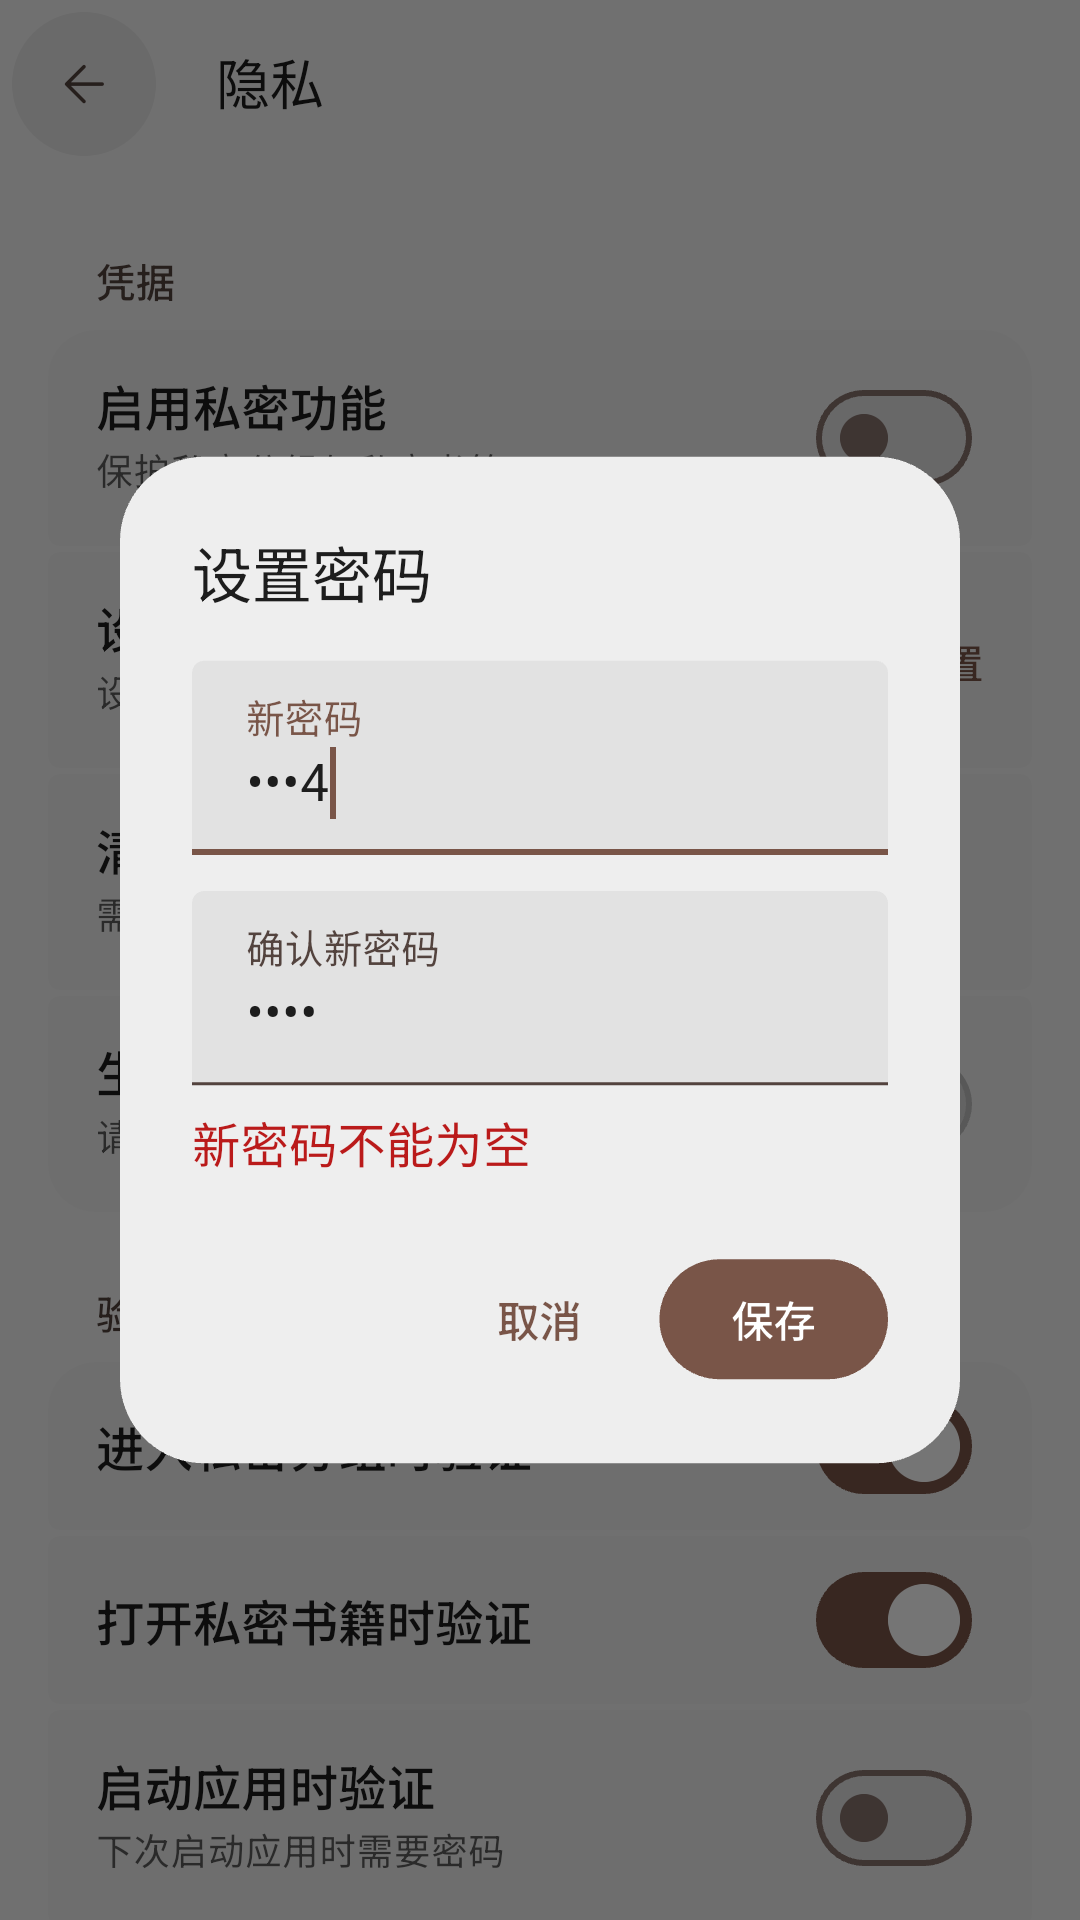 隐私
凭据
启用私密功能
设置密码
新密码
•••4
确认新密码
••••
新密码不能为空
取消
保存
打开私密书籍时验证
启动应用时验证
下次启动应用时需要密码